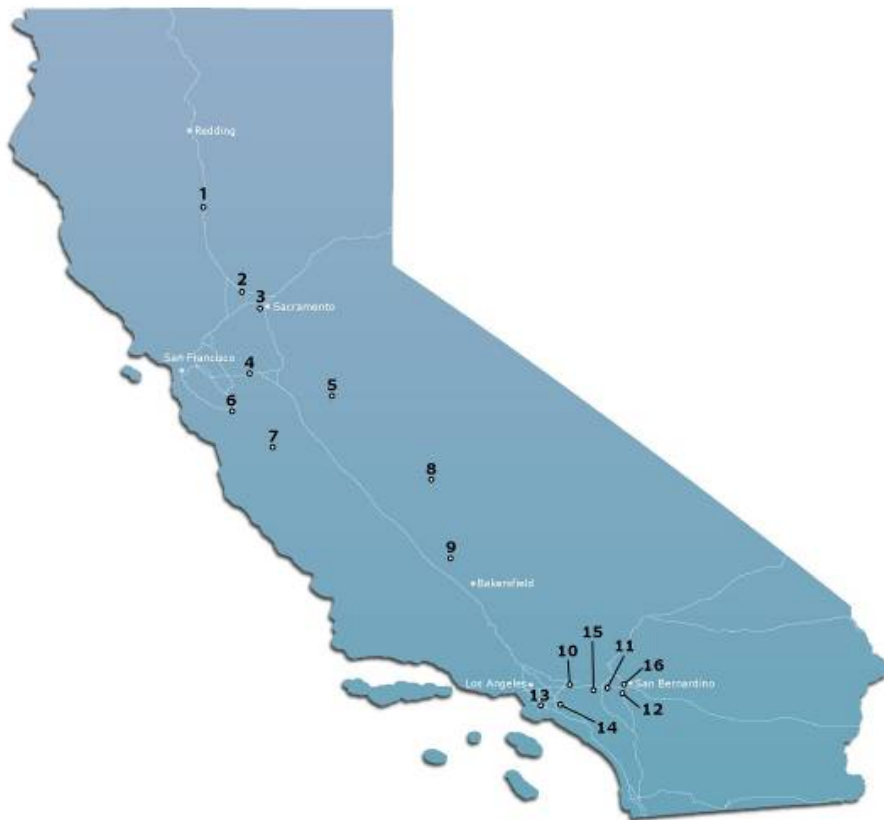 Redding
1
2
3
Sacramento
San Francisco
4
5
6
7
8
9
Bakersfield
15
11
10
16
Los Angeles
San Bernardino
13
12
14